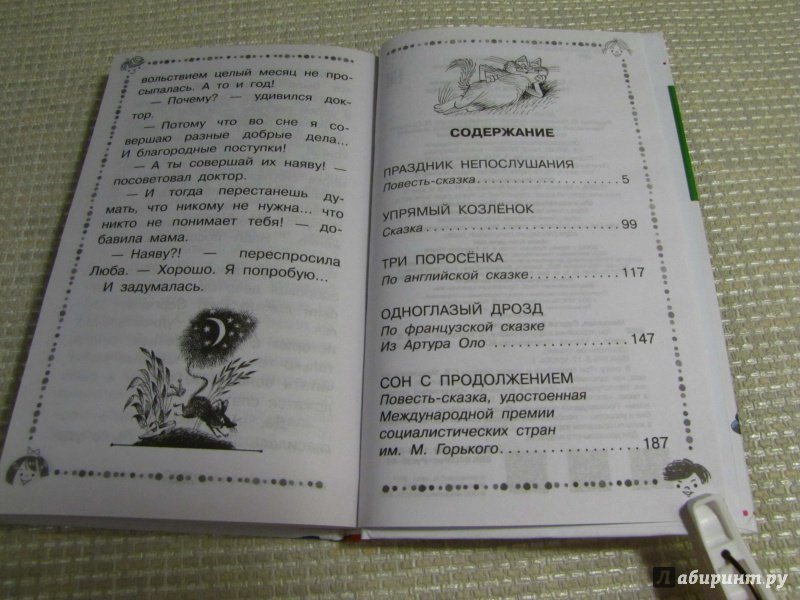 вольствием целый месяц не про-
сыпалась. А то и год!
— Почему? — удивился док-
тор.
— Потому что во сне я со-
вершаю разные добрые дела...
И благородные поступки!
— А ты совершай их наяву! —
посоветовал доктор.
— И тогда перестанешь ду-
мать, что никому не нужна... что
никто не понимает тебя! — до-
бавила мама.
— Наяву?! — переспросила
Люба. — Хорошо. Я попробую...
И задумалась.
СОДЕРЖАНИЕ
ПРАЗДНИК НЕПОСЛУШАНИЯ
Повесть-сказка . . . . . . . . . . . . . . . . . . . . 5
УПРЯМЫЙ КОЗЛЁНОК
Сказка . . . . . . . . . . . . . . . . . . . . . . . . . . . 99
ТРИ ПОРОСЁНКА
По английской сказке . . . . . . . . . . . . 117
ОДНОГЛАЗЫЙ ДРОЗД
По французской сказке
Из Артура Оло . . . . . . . . . . . . . . . . . . . 147
СОН С ПРОДОЛЖЕНИЕМ
Повесть-сказка, удостоенная
Международной премии
социалистических стран
им. М. Горького . . . . . . . . . . . . . . . . . . 187
Лабиринт.ру